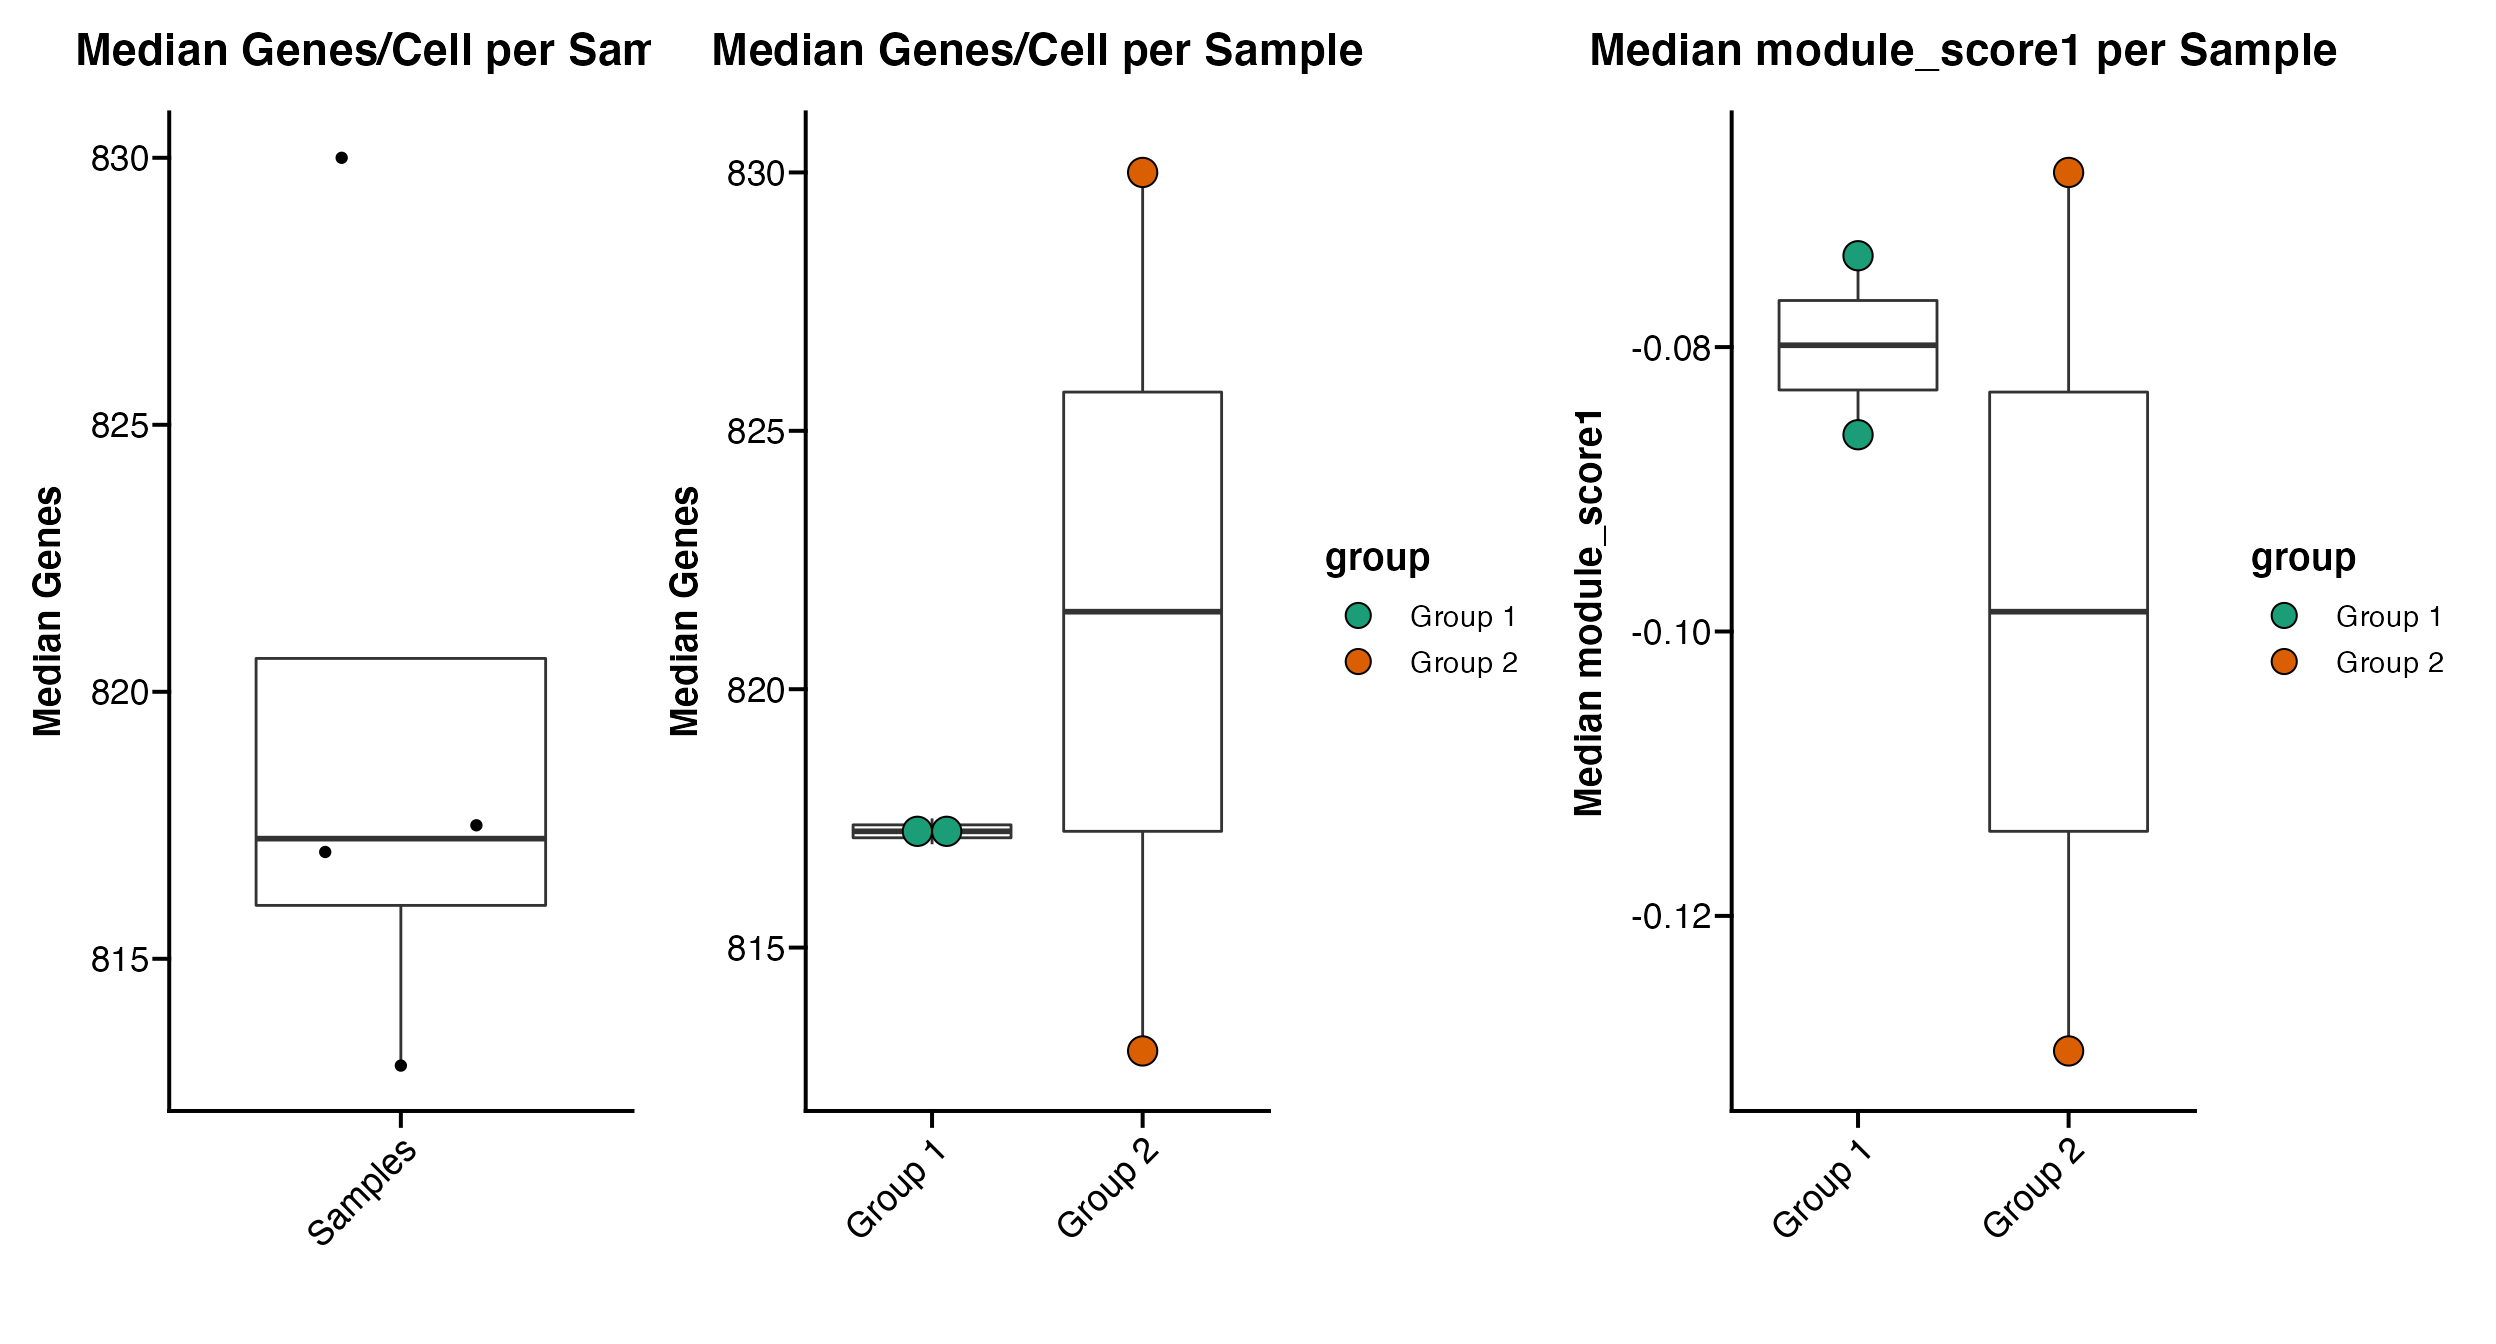 Median Genes/Cell per Sam
Median Genes
830
825
820
815
Samples
Median Genes/Cell per Sample
Median Genes
830
825
820
815
Group 1
Group 2
group
Group 1
Group 2
Median module_score1 per Sample
Median module_score1
-0.08
-0.10
-0.12
Group 1
Group 2
group
Group 1
Group 2